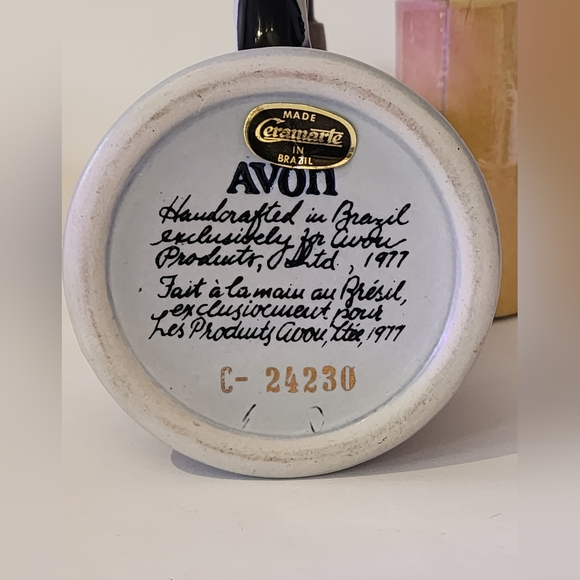 MADE
Ceramarte
IN
BRAZIL
AVON
Handcrafted in Brazil
exclusively for Avon
Products, Ltd., 1977
Fait à la main au Brésil,
exclusivement pour
Les Produits Avon, Ltée, 1977
C- 24230